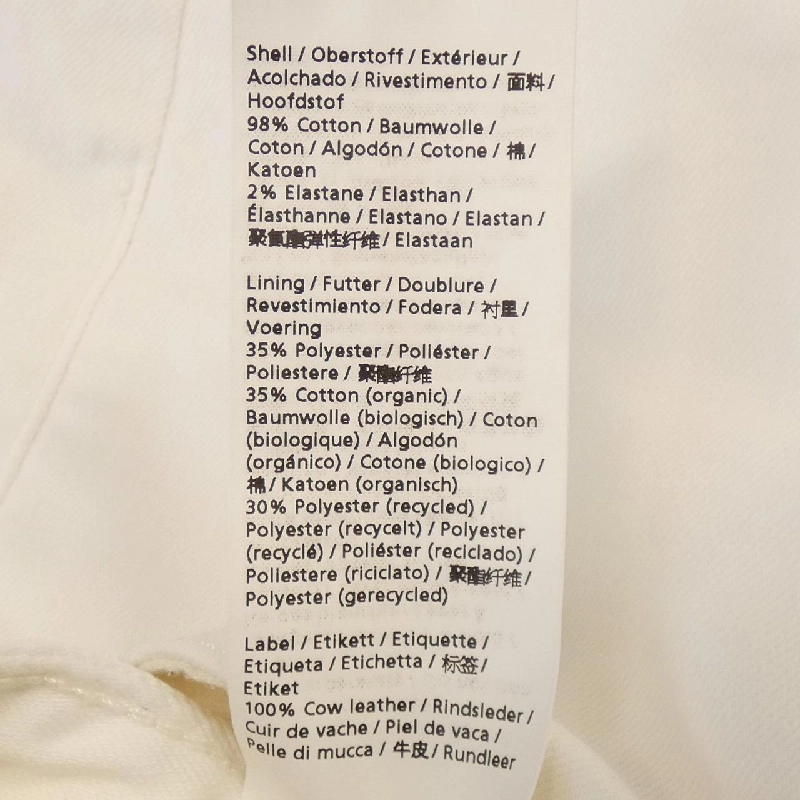 Shell / Oberstoff / Extérieur /
Acolchado / Rivestimento / 面料/
Hoofdstof
98% Cotton / Baumwolle /
Coton / Algodón / Cotone / 棉/
Katoen
2% Elastane / Elasthan /
Élasthanne / Elastano / Elastan /
聚氨酯弹性纤维/ Elastaan
Lining / Futter / Doublure /
Revestimiento / Fodera / 衬里/
Voering
35% Polyester / Poliéster /
Poliestere / 聚酯纤维
35% Cotton (organic) /
Baumwolle (biologisch) / Coton
(biologique) / Algodón
(orgánico) / Cotone (biologico) /
棉/ Katoen (organisch)
30% Polyester (recycled) /
Polyester (recycelt) / Polyester
(recyclé) / Poliéster (reciclado) /
Poliestere (riciclato) / 聚酯纤维/
Polyester (gerecycled)
Label / Etikett / Etiquette /
Etiqueta / Etichetta / 标签/
Etiket
100% Cow leather / Rindsleder /
Cuir de vache / Piel de vaca /
Pelle di mucca / 牛皮/ Rundleer